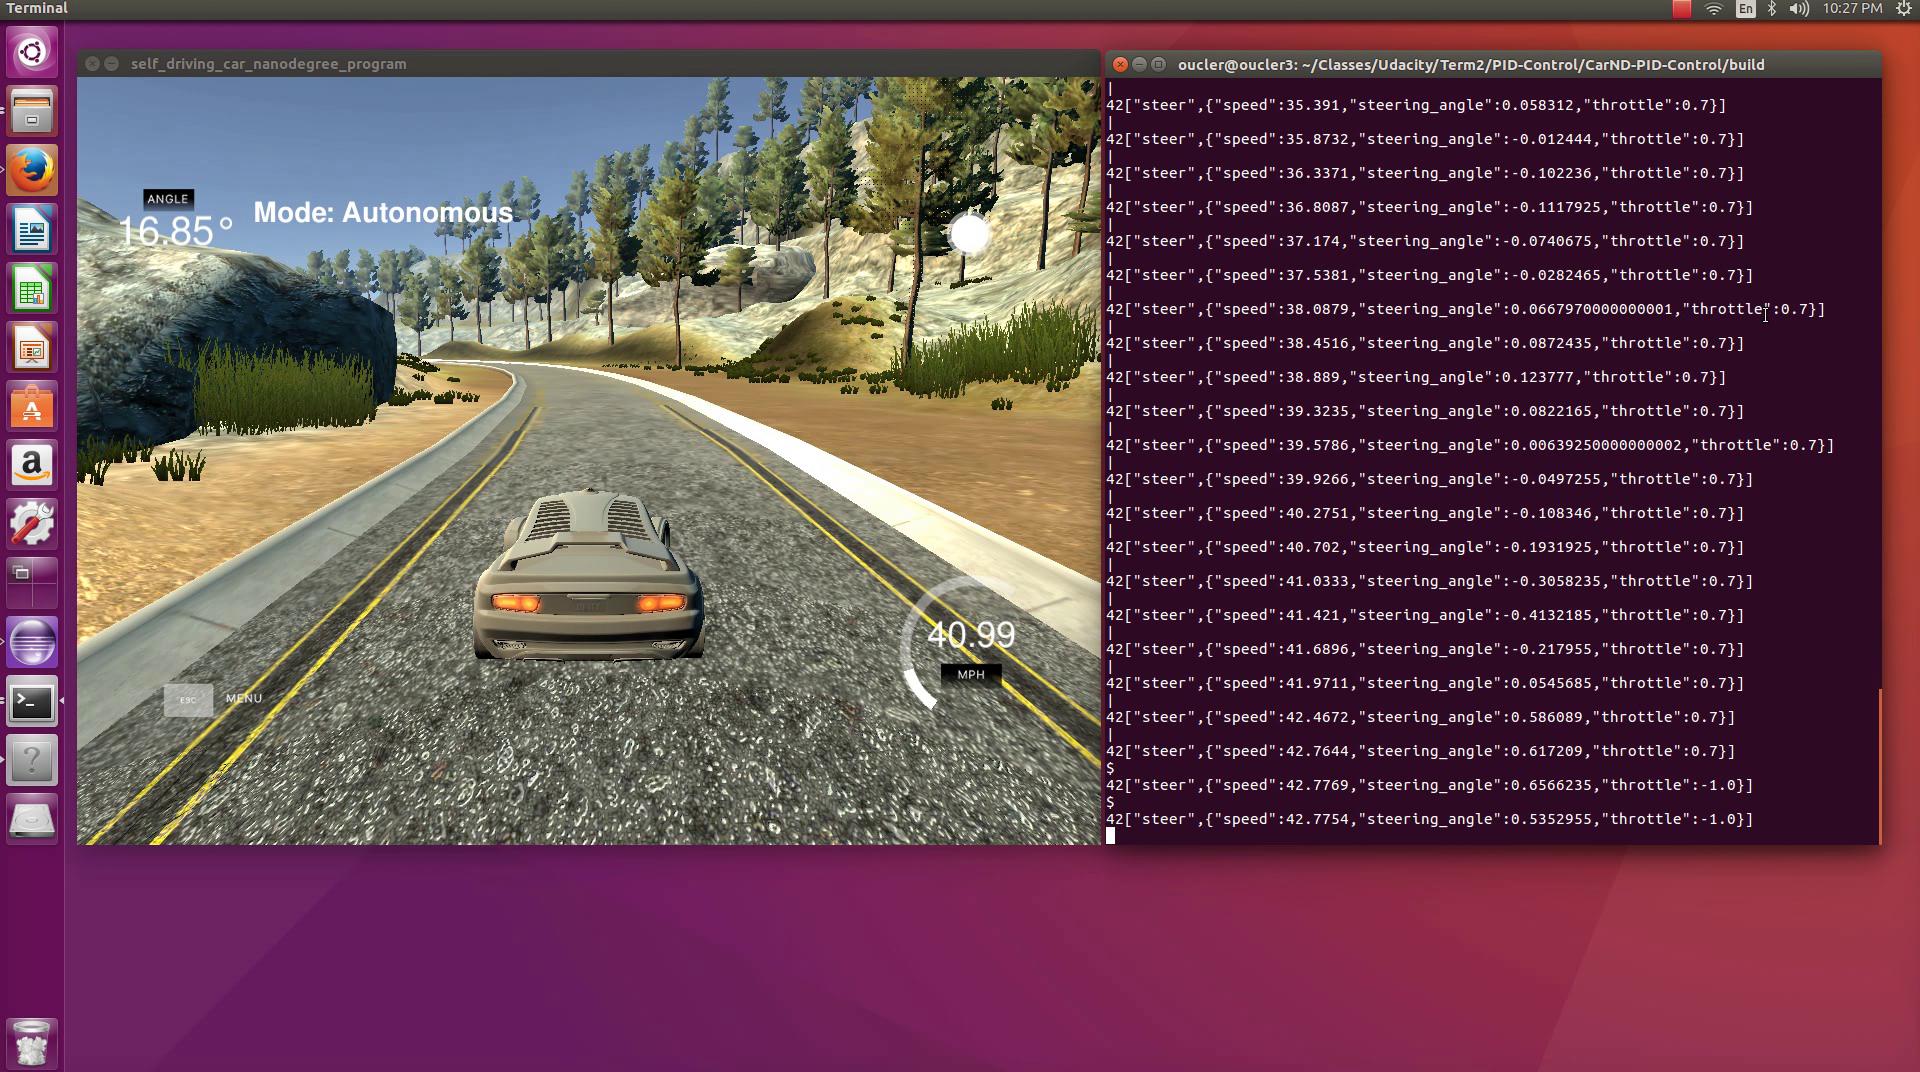 Terminal
En
10:27 PM
self_driving_car_nanodegree_program
ANGLE
16.85°
Mode: Autonomous
40.99
MPH
ESC
MENU
a
?
oucler@oucler3: ~/Classes/Udacity/Term2/PID-Control/CarND-PID-Control/build
|
42["steer",{"speed":35.391,"steering_angle":0.058312,"throttle":0.7}]
|
42["steer",{"speed":35.8732,"steering_angle":-0.012444,"throttle":0.7}]
|
42["steer",{"speed":36.3371,"steering_angle":-0.102236,"throttle":0.7}]
|
42["steer",{"speed":36.8087,"steering_angle":-0.1117925,"throttle":0.7}]
|
42["steer",{"speed":37.174,"steering_angle":-0.0740675,"throttle":0.7}]
|
42["steer",{"speed":37.5381,"steering_angle":-0.0282465,"throttle":0.7}]
|
42["steer",{"speed":38.0879,"steering_angle":0.0667970000000001,"throttle":0.7}]
|
42["steer",{"speed":38.4516,"steering_angle":0.0872435,"throttle":0.7}]
|
42["steer",{"speed":38.889,"steering_angle":0.123777,"throttle":0.7}]
|
42["steer",{"speed":39.3235,"steering_angle":0.0822165,"throttle":0.7}]
|
42["steer",{"speed":39.5786,"steering_angle":0.00639250000000002,"throttle":0.7}]
|
42["steer",{"speed":39.9266,"steering_angle":-0.0497255,"throttle":0.7}]
|
42["steer",{"speed":40.2751,"steering_angle":-0.108346,"throttle":0.7}]
|
42["steer",{"speed":40.702,"steering_angle":-0.1931925,"throttle":0.7}]
|
42["steer",{"speed":41.0333,"steering_angle":-0.3058235,"throttle":0.7}]
|
42["steer",{"speed":41.421,"steering_angle":-0.4132185,"throttle":0.7}]
|
42["steer",{"speed":41.6896,"steering_angle":-0.217955,"throttle":0.7}]
|
42["steer",{"speed":41.9711,"steering_angle":0.0545685,"throttle":0.7}]
|
42["steer",{"speed":42.4672,"steering_angle":0.586089,"throttle":0.7}]
|
42["steer",{"speed":42.7644,"steering_angle":0.617209,"throttle":0.7}]
$
42["steer",{"speed":42.7769,"steering_angle":0.6566235,"throttle":-1.0}]
$
42["steer",{"speed":42.7754,"steering_angle":0.5352955,"throttle":-1.0}]